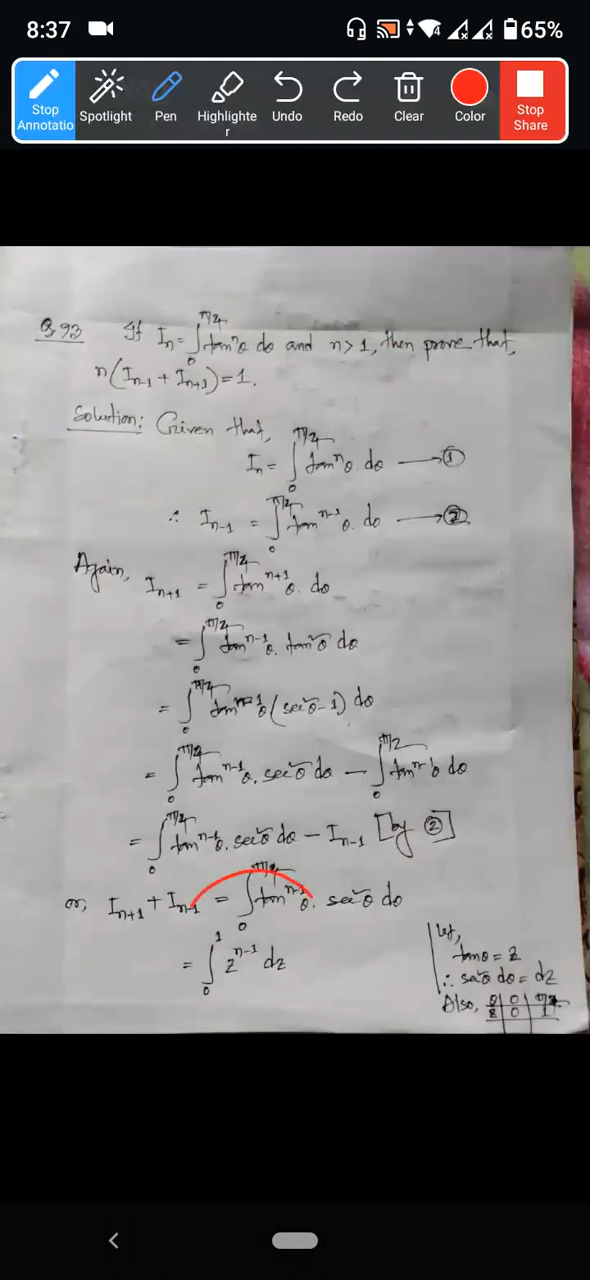 8:37
4
65%
Stop Annotatio
Spotlight
Pen
Highlighte r
Undo
Redo
Clear
Color
Stop Share
Q.93 If Iₙ = ∫₀^{π/4} tanⁿθ dθ and n > 1, then prove that,
n(Iₙ₋₁ + Iₙ₊₁) = 1.
Solution: Given that,
Iₙ = ∫₀^{π/4} tanⁿθ. dθ ⟶ ①
∴ Iₙ₋₁ = ∫₀^{π/4} tanⁿ⁻¹θ. dθ ⟶ ②
Again, Iₙ₊₁ = ∫₀^{π/4} tanⁿ⁺¹θ. dθ
= ∫₀^{π/4} tanⁿ⁻¹θ. tan²θ dθ
= ∫₀^{π/4} tanⁿ⁻¹θ (sec²θ - 1) dθ
= ∫₀^{π/4} tanⁿ⁻¹θ. sec²θ dθ −
= ∫₀^{π/4} tanⁿ⁻¹θ. sec²θ dθ − Iₙ₋₁ [by ②]
or, Iₙ₊₁ + Iₙ₋₁ = ∫₀^{π/4} tanⁿ⁻¹θ. sec²θ dθ
= ∫₀¹ zⁿ⁻¹ dz
let,
tanθ = z
∴ sec²θ dθ = dz
Also, θ 0 π/4
z 0 1